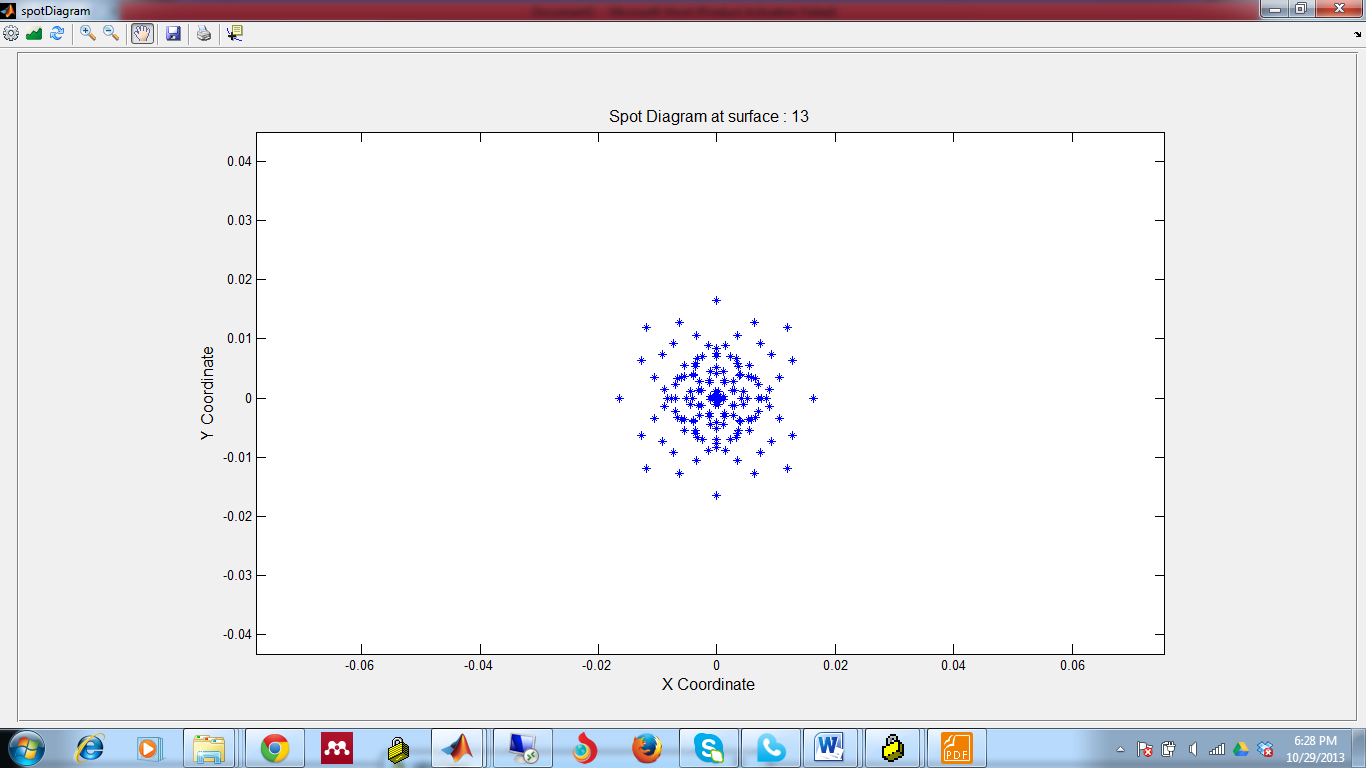 spotDiagram
Spot Diagram at surface : 13
0.04
0.03
0.02
0.01
0
-0.01
-0.02
-0.03
-0.04
Y Coordinate
-0.06 -0.04 -0.02 0 0.02 0.04 0.06
X Coordinate
PDF
6:28 PM
10/29/2013